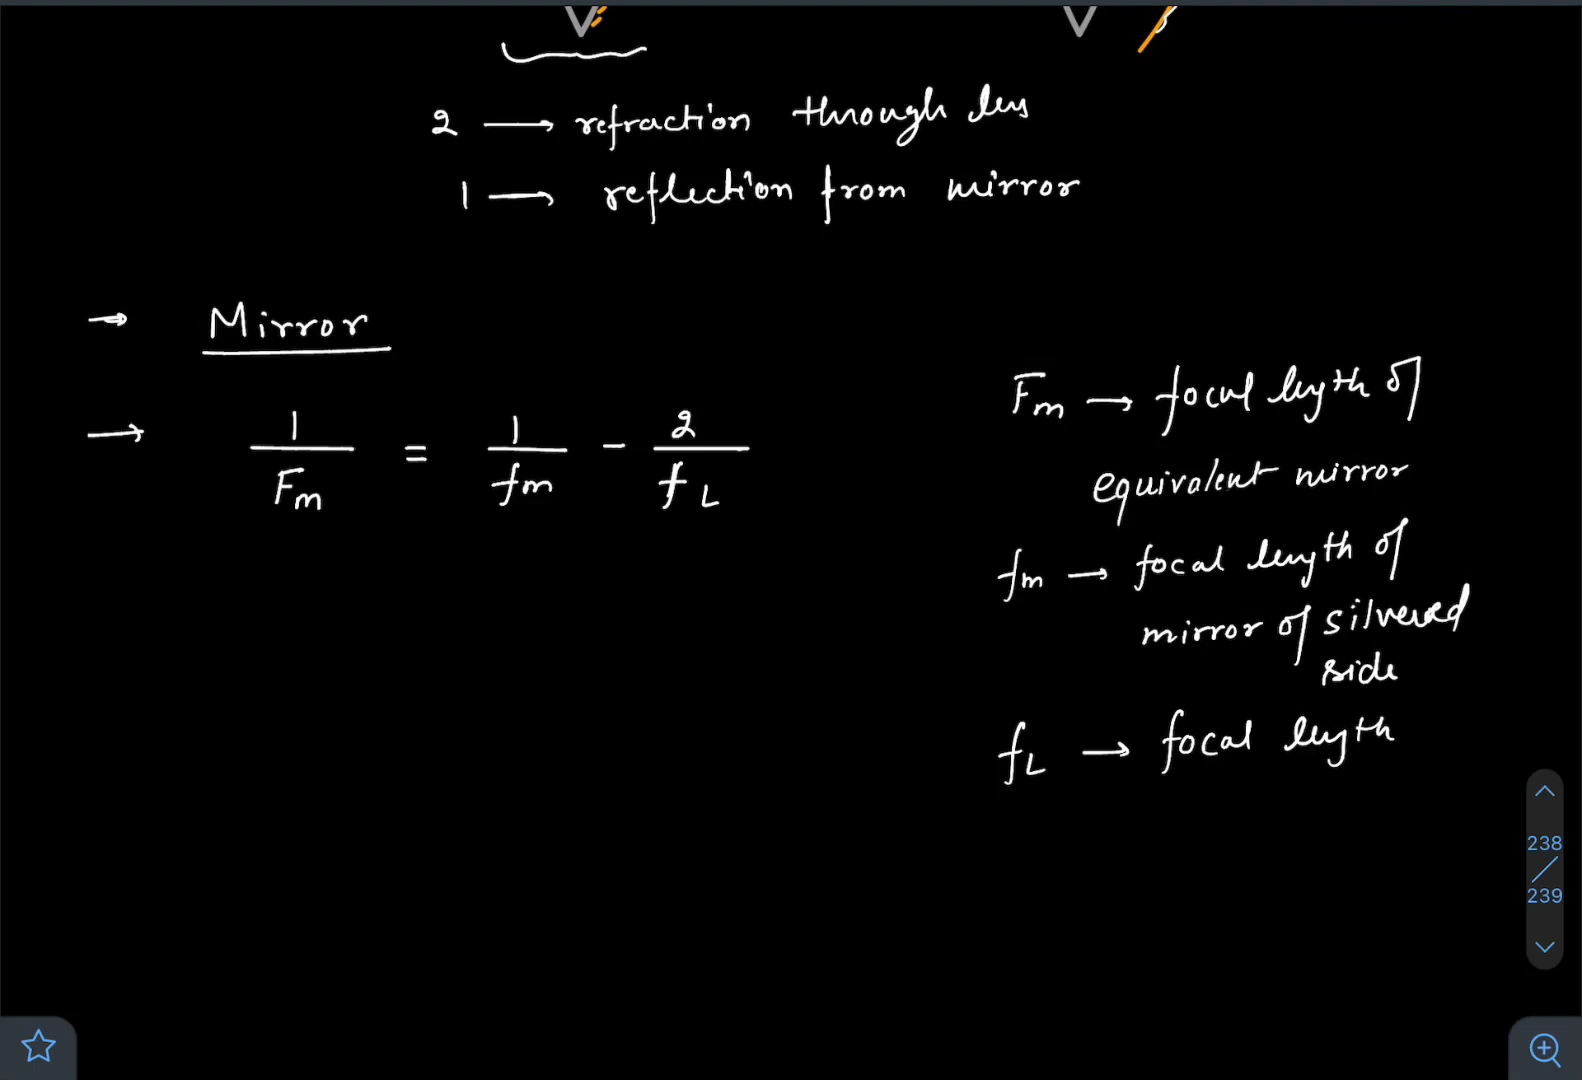 2 → refraction through lens
1 → reflection from mirror
→ Mirror
→ 1/Fm = 1/fm - 2/fL
Fm → focal length of
equivalent mirror
fm → focal length of
mirror of silvered
side
fL → focal length
238
/
239